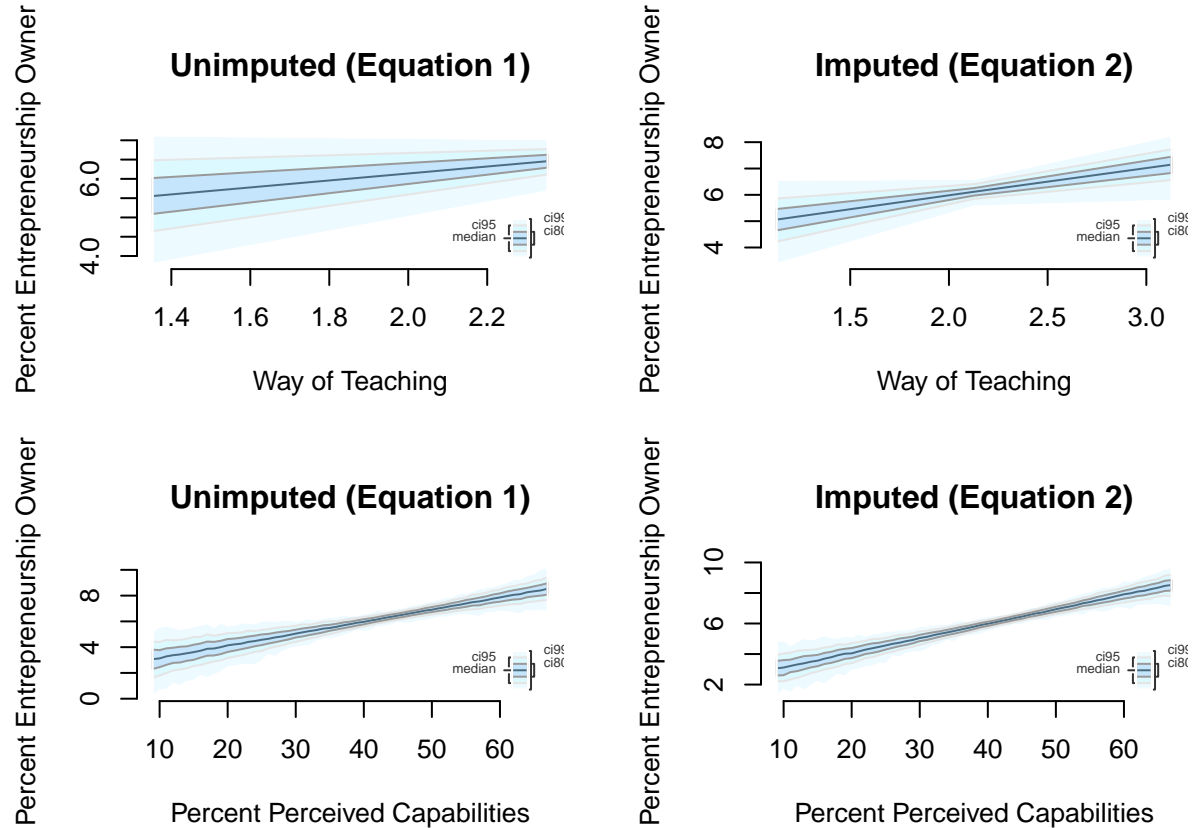 Unimputed (Equation 1)
Percent Entrepreneurship Owner
6.0
4.0
ci95
median
ci80
1.4 1.6 1.8 2.0 2.2
Way of Teaching
Imputed (Equation 2)
Percent Entrepreneurship Owner
8
6
4
ci95
median
ci80
1.5 2.0 2.5 3.0
Way of Teaching
Unimputed (Equation 1)
Percent Entrepreneurship Owner
8
4
0
ci95
median
ci80
10 20 30 40 50 60
Percent Perceived Capabilities
Imputed (Equation 2)
Percent Entrepreneurship Owner
10
6
2
ci95
median
ci80
10 20 30 40 50 60
Percent Perceived Capabilities